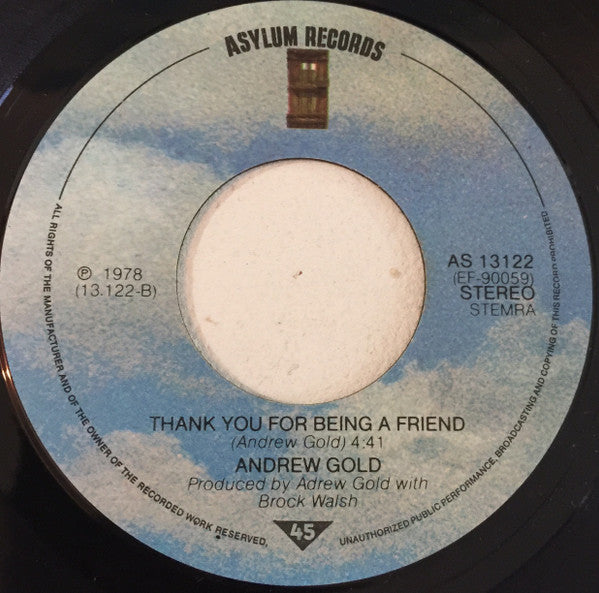 ASYLUM RECORDS
℗ 1978
(13.122-B)
AS 13122
(EF-90059)
STEREO
STEMRA
THANK YOU FOR BEING A FRIEND
(Andrew Gold) 4:41
ANDREW GOLD
Produced by Adrew Gold with
Brock Walsh
45
ALL RIGHTS OF THE MANUFACTURER AND OF THE OWNER OF THE RECORDED WORK RESERVED.
UNAUTHORIZED PUBLIC PERFORMANCE, BROADCASTING AND COPYING OF THIS RECORD PROHIBITED